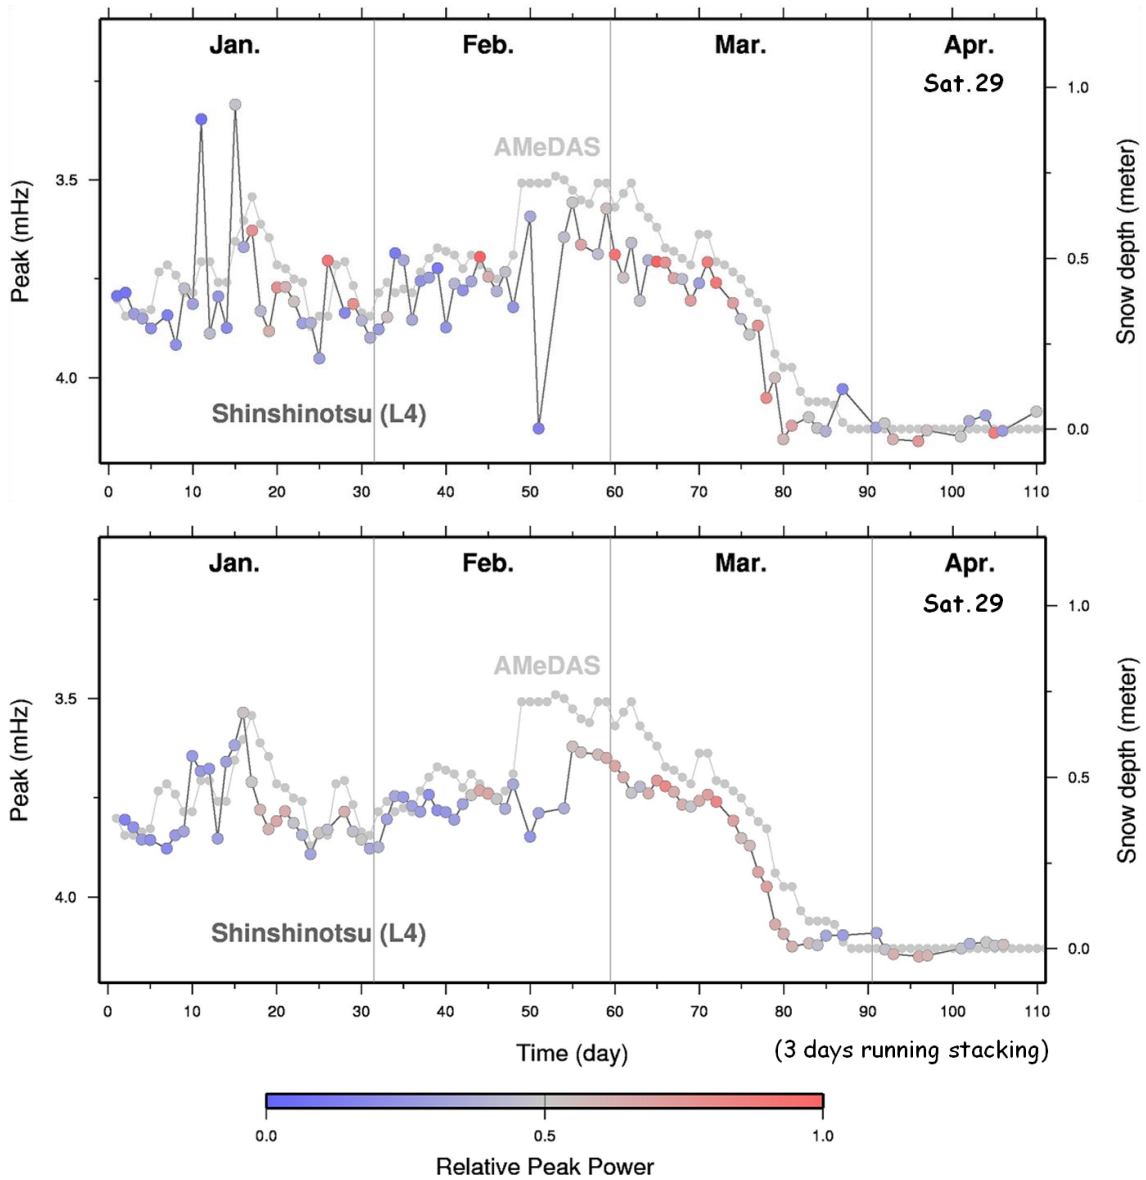 Jan. Feb. Mar. Apr.
Sat.29
1.0
AMeDAS
3.5
Peak (mHz)
0.5
Snow depth (meter)
4.0
Shinshinotsu (L4)
0.0
0 10 20 30 40 50 60 70 80 90 100 110
Jan. Feb. Mar. Apr.
Sat.29
1.0
AMeDAS
3.5
Peak (mHz)
0.5
Snow depth (meter)
4.0
Shinshinotsu (L4)
0.0
0 10 20 30 40 50 60 70 80 90 100 110
Time (day) (3 days running stacking)
0.0 0.5 1.0
Relative Peak Power